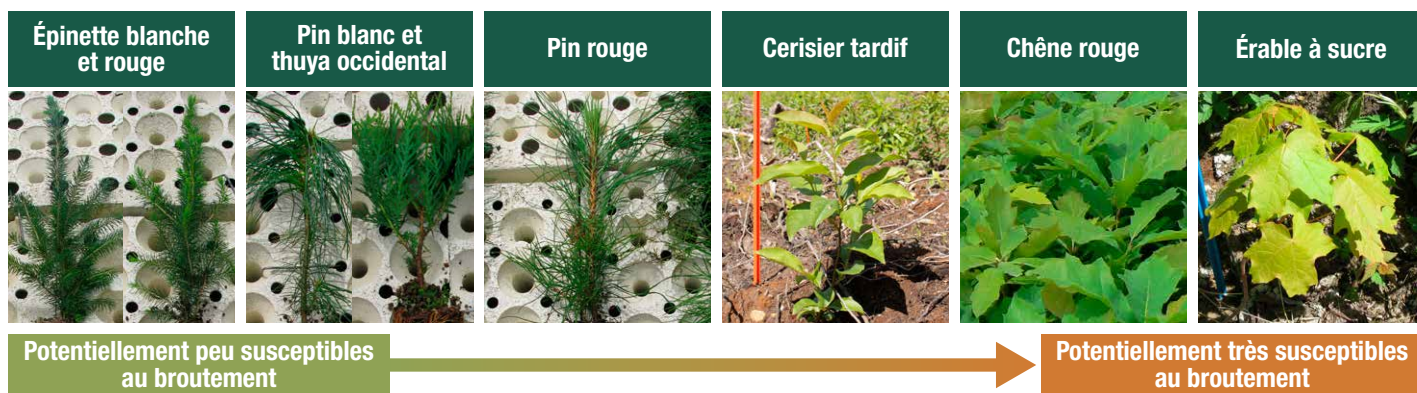 Épinette blanche
et rouge
Pin blanc et
thuya occidental
Pin rouge
Cerisier tardif
Chêne rouge
Érable à sucre
Potentiellement peu susceptibles
au broutement
Potentiellement très susceptibles
au broutement